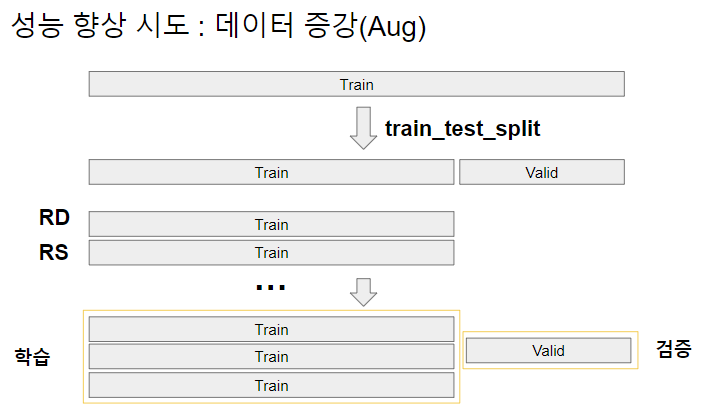 성능 향상 시도 : 데이터 증강(Aug)
Train
train_test_split
Train
Valid
RD
Train
RS
Train
...
학습
Train
Train
Train
Valid
검증